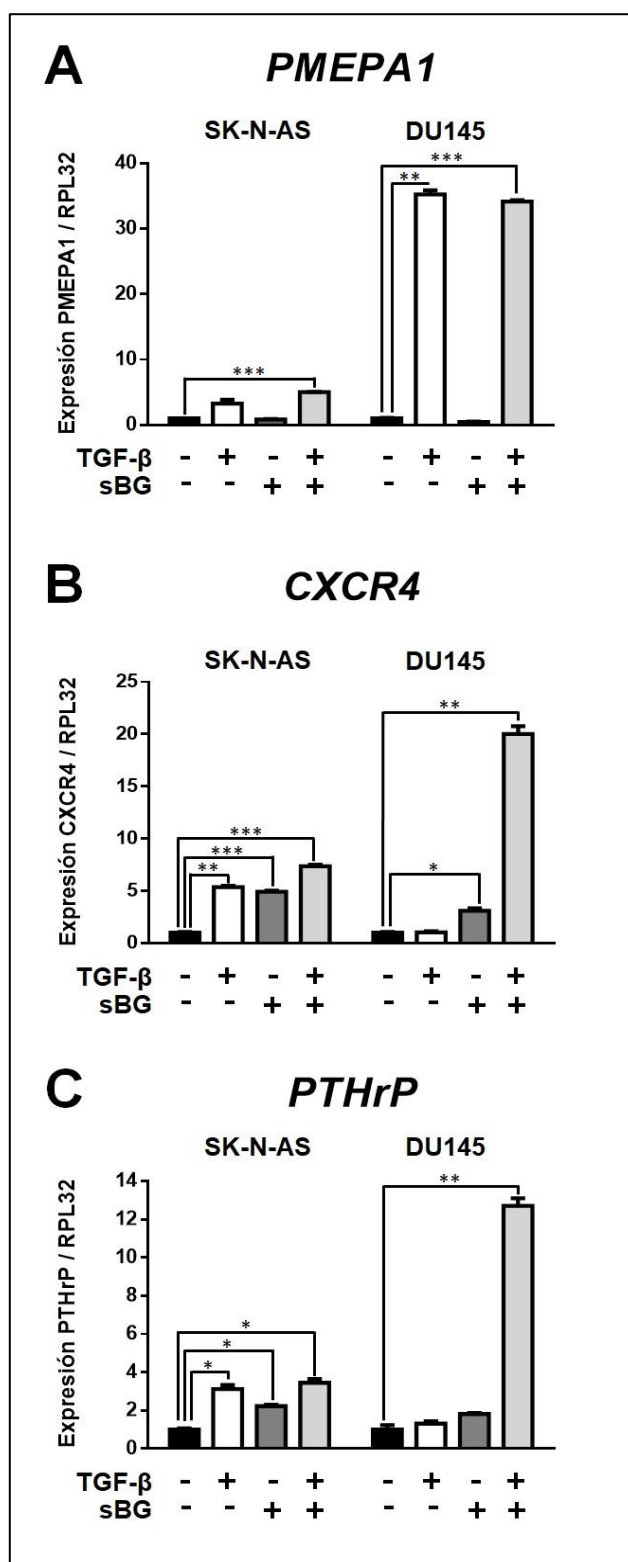 A PMEPA1
SK-N-AS DU145
Expresión PMEPA1 / RPL32
40
30
20
10
0
***
***
**
TGF-β - + - + - + - +
sBG - - + + - - + +
B CXCR4
SK-N-AS DU145
Expresión CXCR4 / RPL32
25
20
15
10
5
0
***
***
**
**
*
TGF-β - + - + - + - +
sBG - - + + - - + +
C PTHrP
SK-N-AS DU145
Expresión PTHrP / RPL32
14
12
10
8
6
4
2
0
*
*
*
**
TGF-β - + - + - + - +
sBG - - + + - - + +